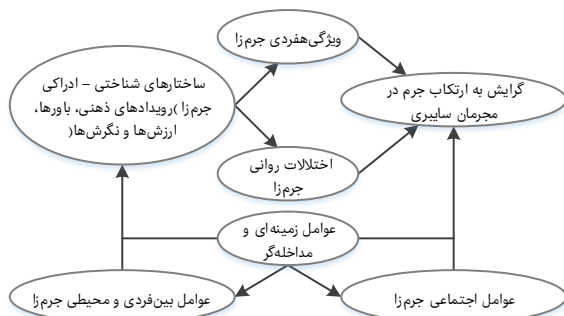 ویژگی‌هفردی جرم‌زا
ساختارهای شناختی – ادراکی
جرم‌زا )رویدادهای ذهنی، باورها،
ارزش‌ها و نگرش‌ها(
گرایش به ارتکاب جرم در
مجرمان سایبری
اختلالات روانی
جرم‌زا
عوامل زمینه‌ای و
مداخله‌گر
عوامل اجتماعی جرم‌زا
عوامل بین‌فردی و محیطی جرم‌زا